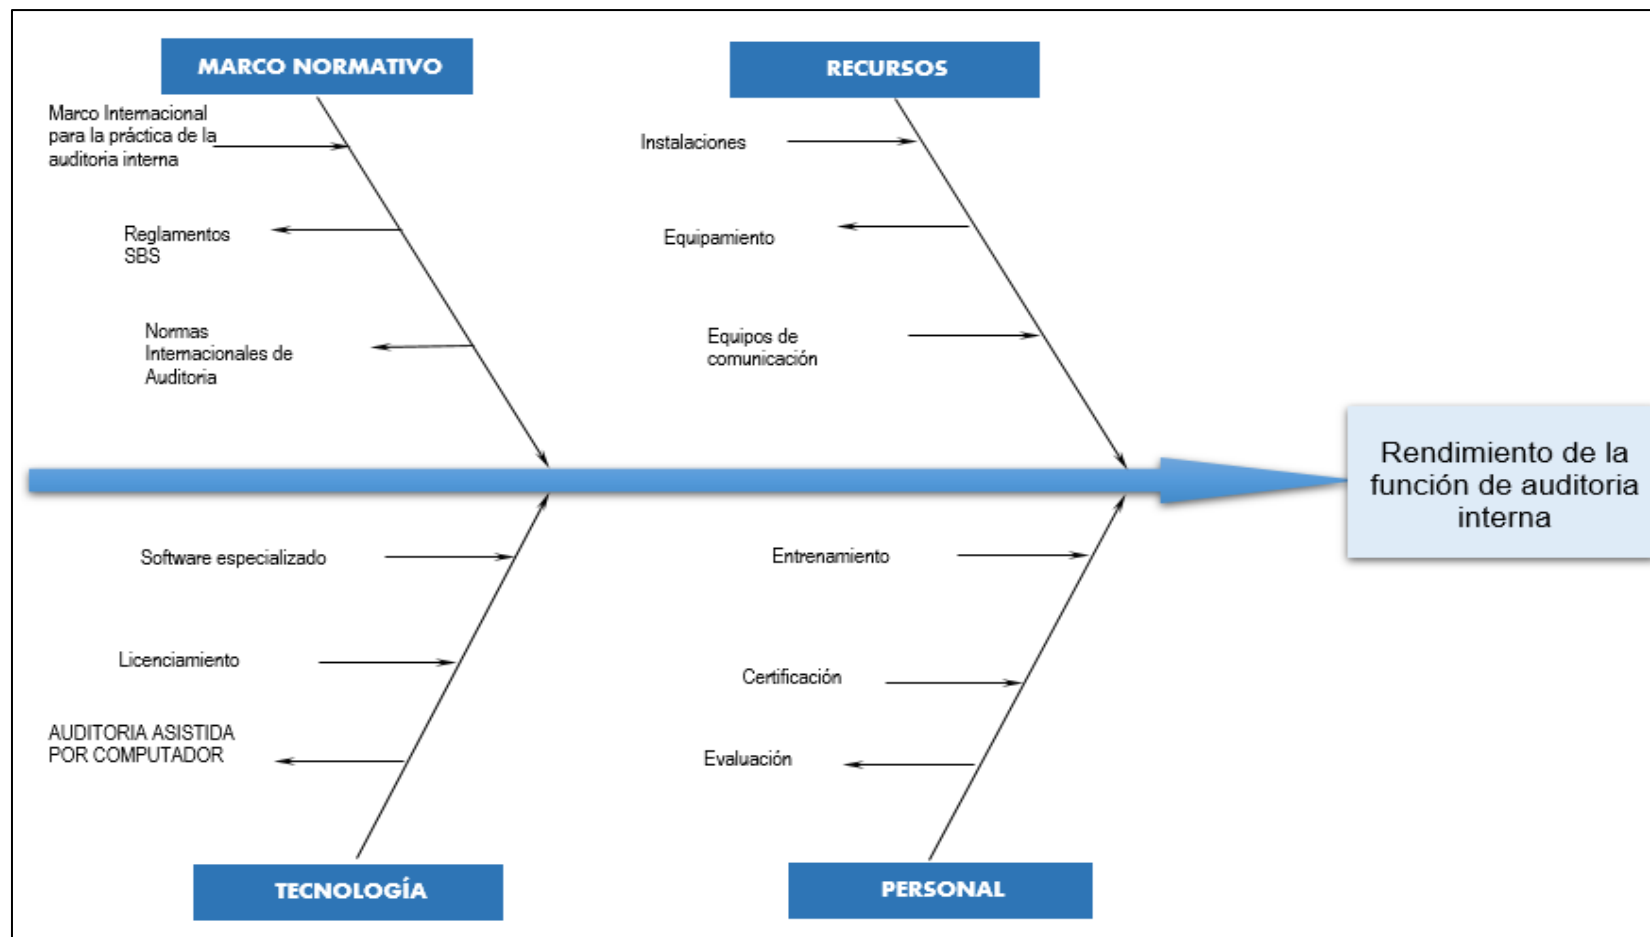 MARCO NORMATIVO
Marco Internacional
para la práctica de la
auditoria interna
Reglamentos
SBS
Normas
Internacionales de
Auditoria
RECURSOS
Instalaciones
Equipamiento
Equipos de
comunicación
Rendimiento de la
función de auditoria
interna
Software especializado
Licenciamiento
AUDITORIA ASISTIDA
POR COMPUTADOR
TECNOLOGÍA
Entrenamiento
Certificación
Evaluación
PERSONAL